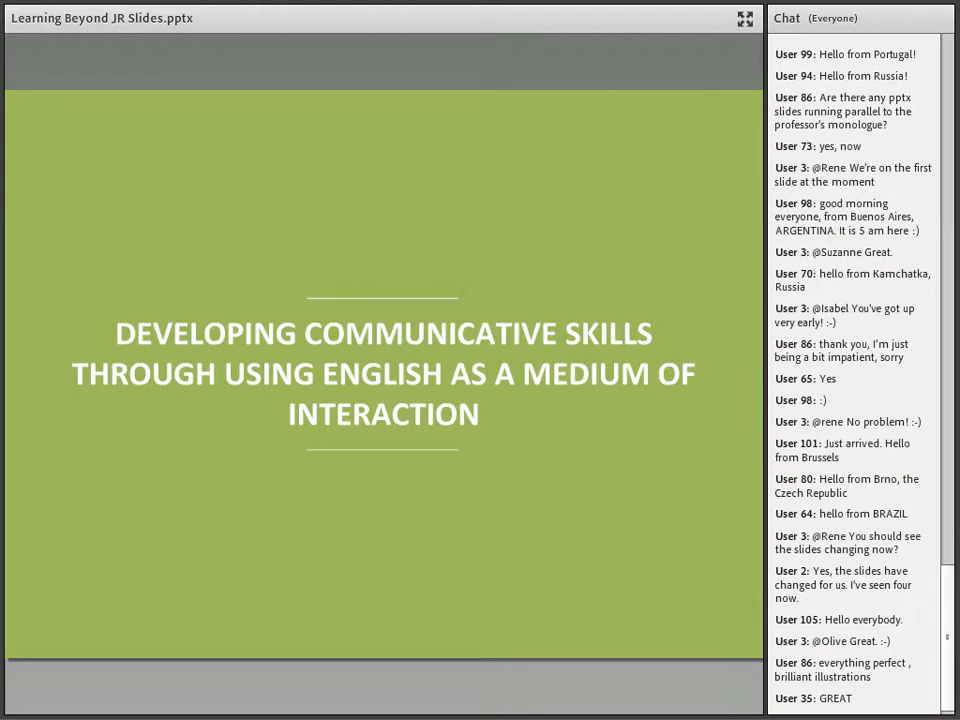 Learning Beyond JR Slides.pptx
DEVELOPING COMMUNICATIVE SKILLS
THROUGH USING ENGLISH AS A MEDIUM OF
INTERACTION
Chat (Everyone)
User 99: Hello from Portugal!
User 94: Hello from Russia!
User 86: Are there any pptx
slides running parallel to the
professor's monologue?
User 73: yes, now
User 3: @Rene We're on the first
slide at the moment
User 98: good morning
everyone, from Buenos Aires,
ARGENTINA. It is 5 am here :)
User 3: @Suzanne Great.
User 70: hello from Kamchatka,
Russia
User 3: @Isabel You've got up
very early! :-)
User 86: thank you, I'm just
being a bit impatient, sorry
User 65: Yes
User 98: :)
User 3: @rene No problem! :-)
User 101: Just arrived. Hello
from Brussels
User 80: Hello from Brno, the
Czech Republic
User 64: hello from BRAZIL
User 3: @Rene You should see
the slides changing now?
User 2: Yes, the slides have
changed for us. I've seen four
now.
User 105: Hello everybody.
User 3: @Olive Great. :-)
User 86: everything perfect ,
brilliant illustrations
User 35: GREAT